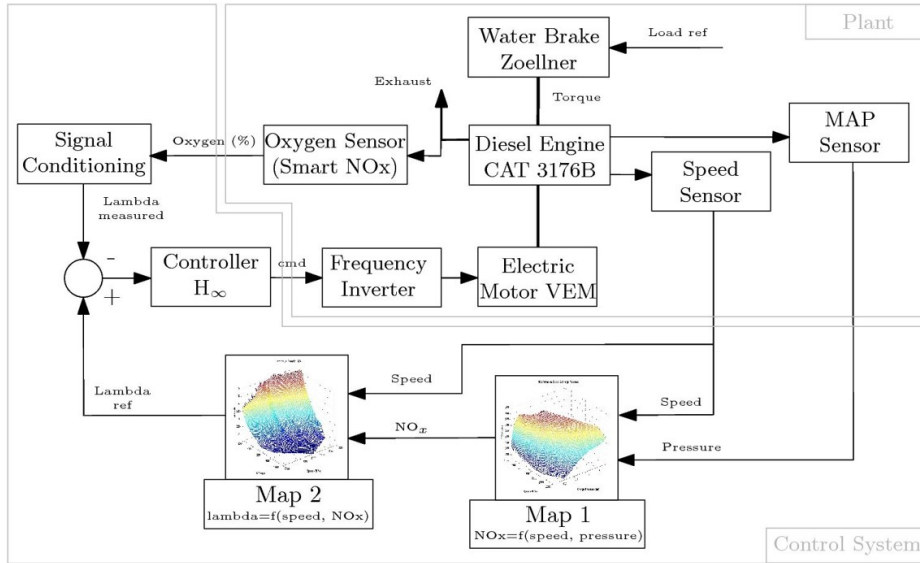 Plant
Water Brake
Zoellner
Load ref
Exhaust
Torque
MAP
Sensor
Signal
Conditioning
Oxygen (%)
Oxygen Sensor
(Smart NOx)
Diesel Engine
CAT 3176B
Speed
Sensor
Lambda
measured
-
+
Controller
H∞
cmd
Frequency
Inverter
Electric
Motor VEM
Lambda
ref
Speed
NOx
Speed
Pressure
Map 2
lambda=f(speed, NOx)
Map 1
NOx=f(speed, pressure)
Control System